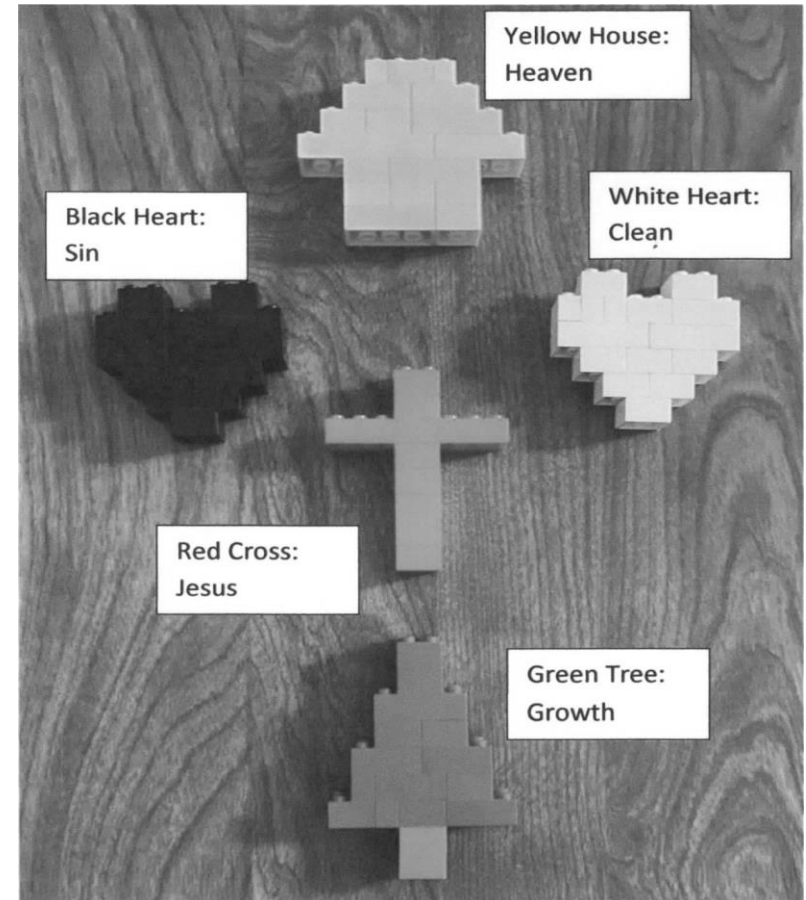 Yellow House:
Heaven
Black Heart:
Sin
White Heart:
Clean
Red Cross:
Jesus
Green Tree:
Growth